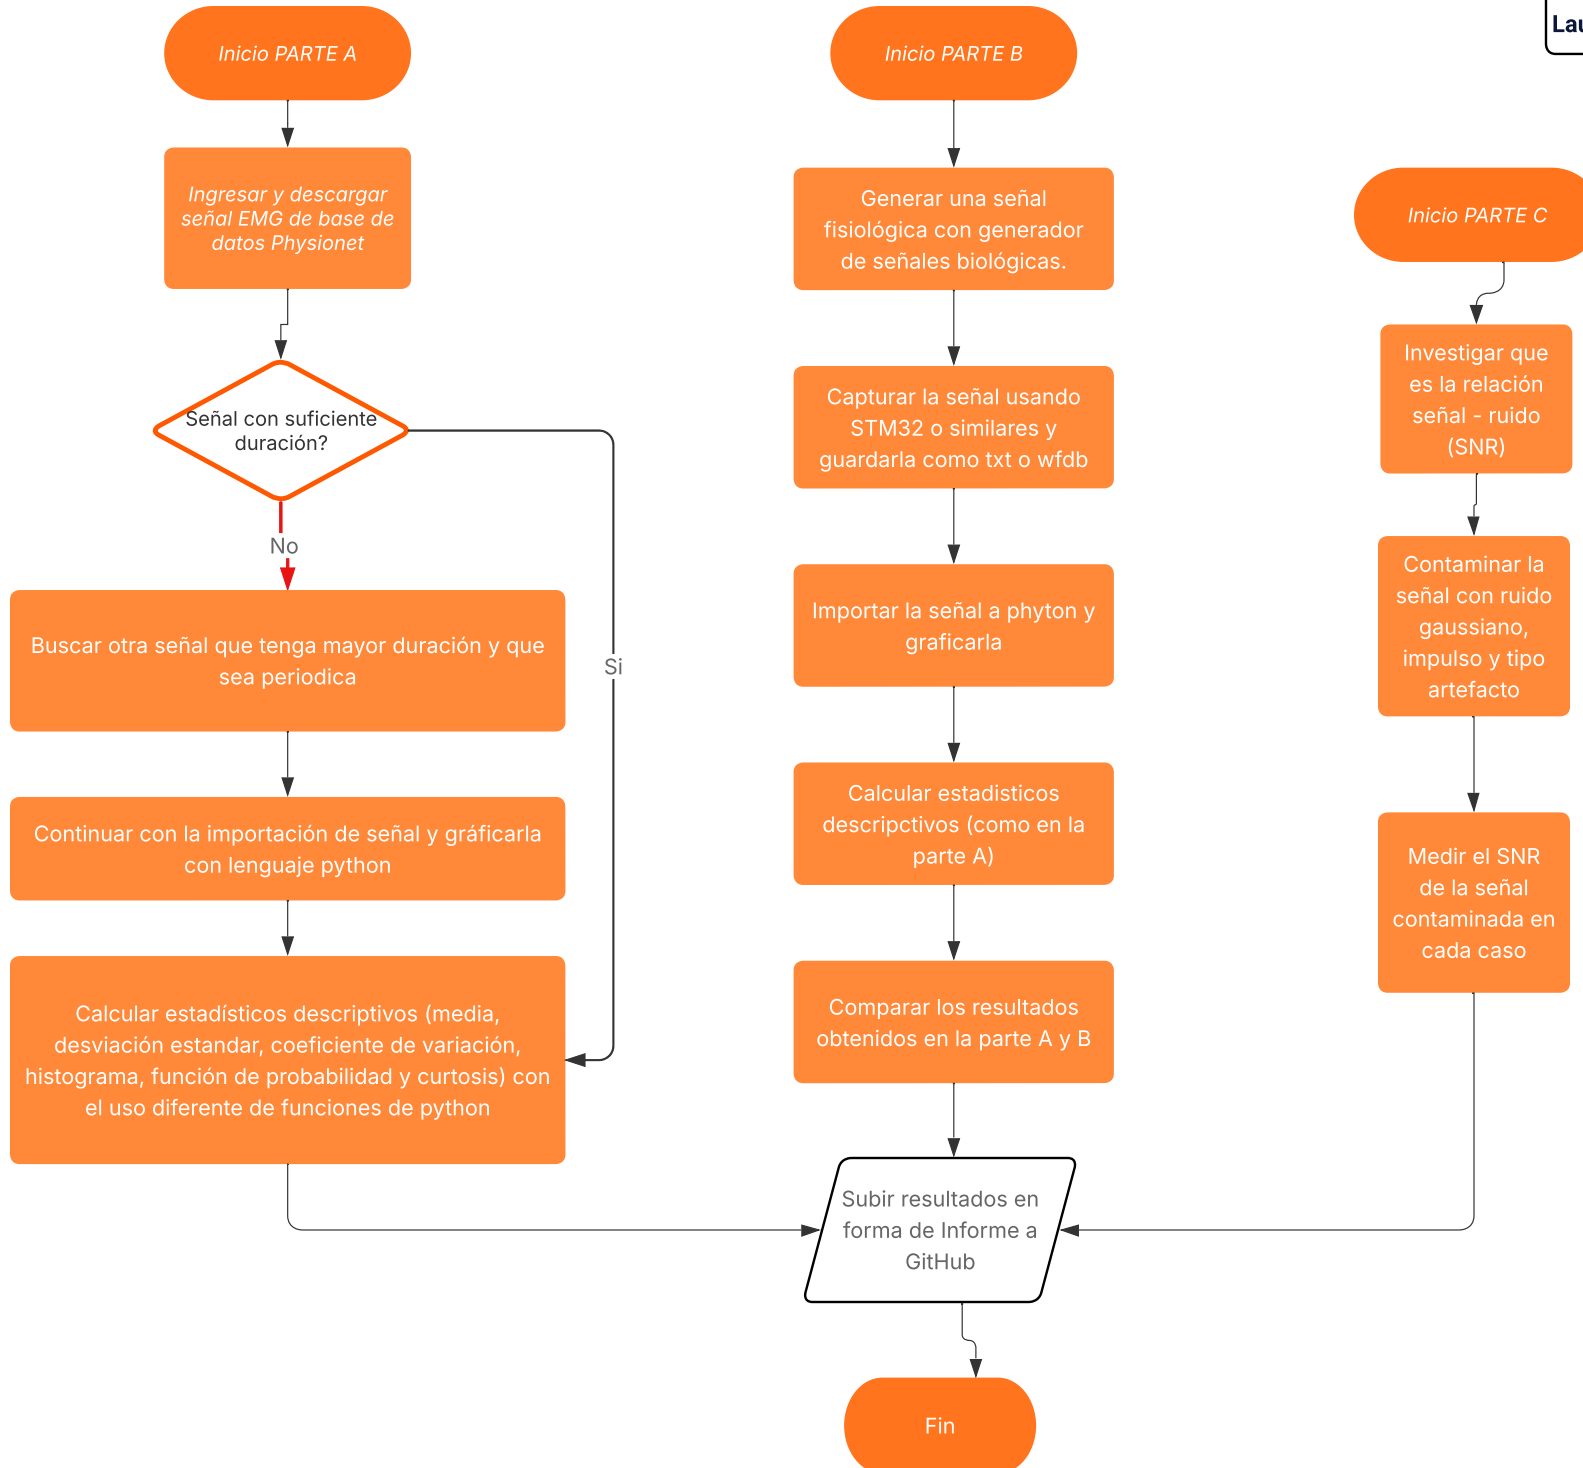 Inicio PARTE A
Ingresar y descargar
señal EMG de base de
datos Physionet
Señal con suficiente
duración?
No
Si
Buscar otra señal que tenga mayor duración y que
sea periodica
Continuar con la importación de señal y gráficarla
con lenguaje python
Calcular estadísticos descriptivos (media,
desviación estandar, coeficiente de variación,
histograma, función de probabilidad y curtosis) con
el uso diferente de funciones de python
Inicio PARTE B
Generar una señal
fisiológica con generador
de señales biológicas.
Capturar la señal usando
STM32 o similares y
guardarla como txt o wfdb
Importar la señal a phyton y
graficarla
Calcular estadisticos
descripctivos (como en la
parte A)
Comparar los resultados
obtenidos en la parte A y B
Subir resultados en
forma de Informe a
GitHub
Fin
Inicio PARTE C
Investigar que
es la relación
señal - ruido
(SNR)
Contaminar la
señal con ruido
gaussiano,
impulso y tipo
artefacto
Medir el SNR
de la señal
contaminada en
cada caso